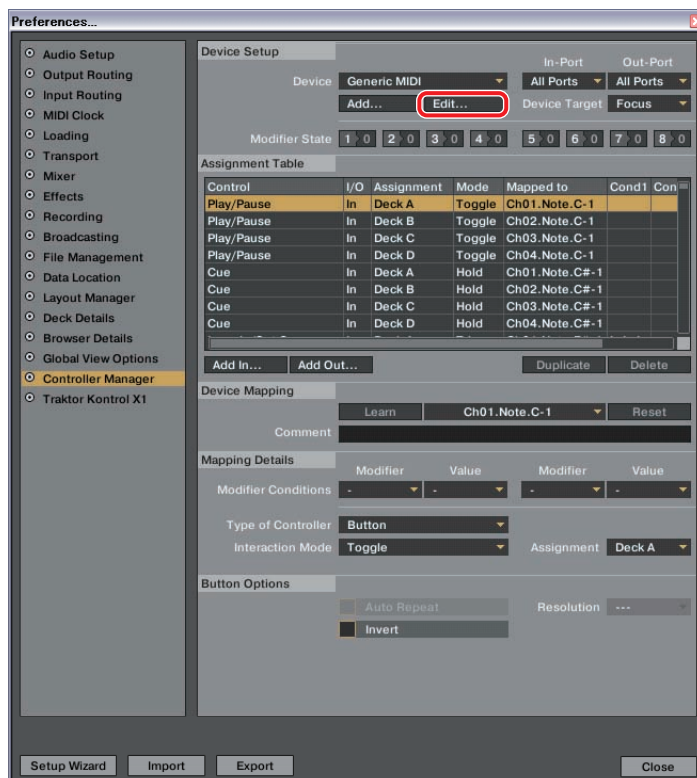 Preferences...
Audio Setup
Output Routing
Input Routing
MIDI Clock
Loading
Transport
Mixer
Effects
Recording
Broadcasting
File Management
Data Location
Layout Manager
Deck Details
Browser Details
Global View Options
Controller Manager
Traktor Kontrol X1
Device Setup
In-Port Out-Port
Device Generic MIDI All Ports All Ports
Add... Edit... Device Target Focus
Modifier State 1 0 2 0 3 0 4 0 5 0 6 0 7 0 8 0
Assignment Table
Control I/O Assignment Mode Mapped to Cond1 Con
Play/Pause In Deck A Toggle Ch01.Note.C-1
Play/Pause In Deck B Toggle Ch02.Note.C-1
Play/Pause In Deck C Toggle Ch03.Note.C-1
Play/Pause In Deck D Toggle Ch04.Note.C-1
Cue In Deck A Hold Ch01.Note.C#-1
Cue In Deck B Hold Ch02.Note.C#-1
Cue In Deck C Hold Ch03.Note.C#-1
Cue In Deck D Hold Ch04.Note.C#-1
Add In... Add Out... Duplicate Delete
Device Mapping
Learn Ch01.Note.C-1 Reset
Comment
Mapping Details
Modifier Value Modifier Value
Modifier Conditions - - - -
Type of Controller Button
Interaction Mode Toggle Assignment Deck A
Button Options
Auto Repeat Resolution ---
Invert
Setup Wizard Import Export Close